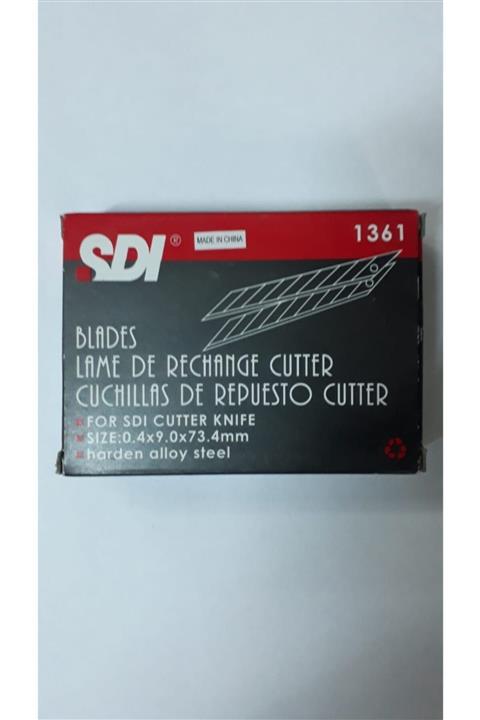 SDI® MADE IN CHINA 1361
BLADES
LAME DE RECHANGE CUTTER
CUCHILLAS DE REPUESTO CUTTER
FOR SDI CUTTER KNIFE
SIZE:0.4x9.0x73.4mm
harden alloy steel